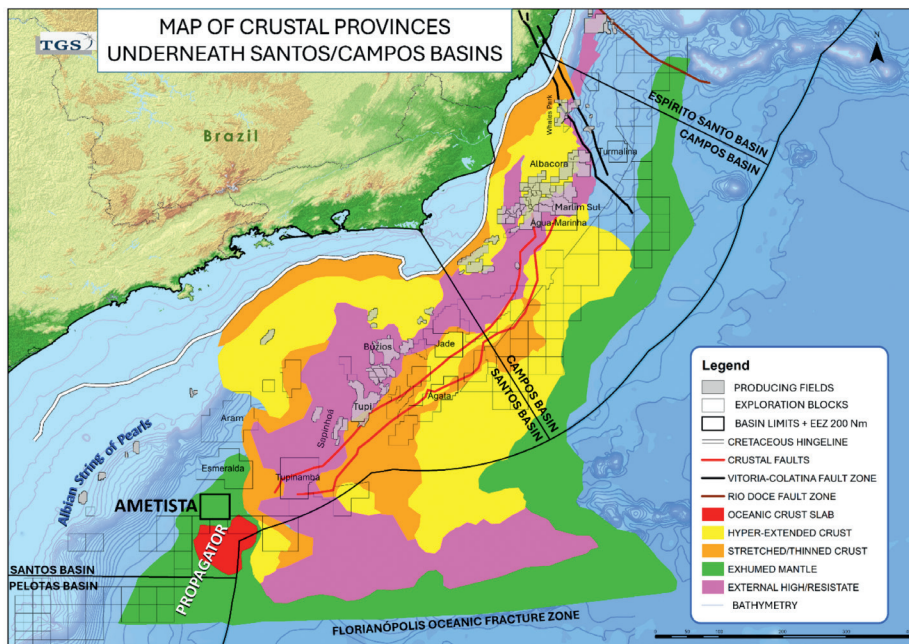 TGS
MAP OF CRUSTAL PROVINCES
UNDERNEATH SANTOS/CAMPOS BASINS
N
Brazil
Whales Park
ESPÍRITO SANTO BASIN
CAMPOS BASIN
Turmalina
Albacora
Marlim Sul
Água-Marinha
Búzios
Jade
CAMPOS BASIN
SANTOS BASIN
Tupi
Ágata
Sapinhoá
Aram
Albian String of Pearls
Esmeralda
Tupinambá
AMETISTA
PROPAGATOR
SANTOS BASIN
PELOTAS BASIN
FLORIANÓPOLIS OCEANIC FRACTURE ZONE
Legend
PRODUCING FIELDS
EXPLORATION BLOCKS
BASIN LIMITS + EEZ 200 Nm
CRETACEOUS HINGELINE
CRUSTAL FAULTS
VITORIA-COLATINA FAULT ZONE
RIO DOCE FAULT ZONE
OCEANIC CRUST SLAB
HYPER-EXTENDED CRUST
STRETCHED/THINNED CRUST
EXHUMED MANTLE
EXTERNAL HIGH/RESISTATE
BATHYMETRY